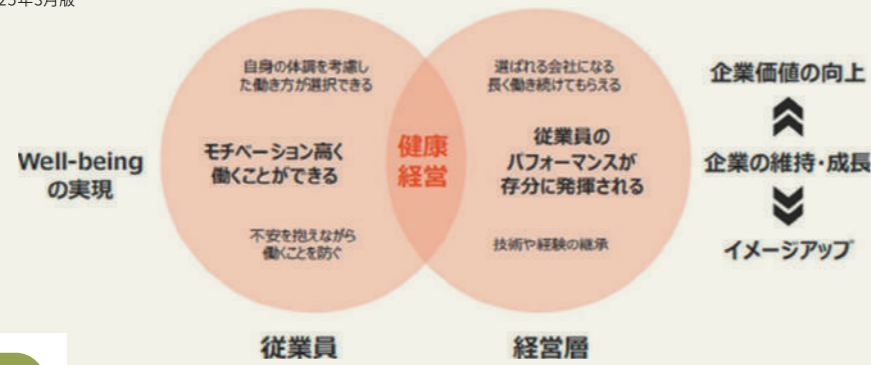 25年3月版
自身の体調を考慮し
た働き方が選択できる
選ばれる会社になる
長く働き続けてもらえる
企業価値の向上
Well-being
の実現
モチベーション高く
働くことができる
健康
経営
従業員の
パフォーマンスが
存分に発揮される
企業の維持・成長
不安を抱えながら
働くことを防ぐ
技術や経験の継承
イメージアップ
従業員
経営層